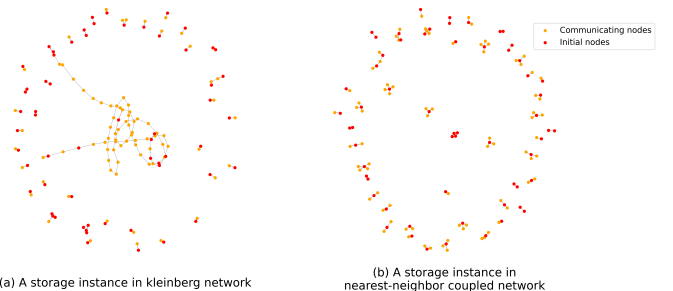 Communicating nodes
Initial nodes
(a) A storage instance in kleinberg network
(b) A storage instance in
nearest-neighbor coupled network